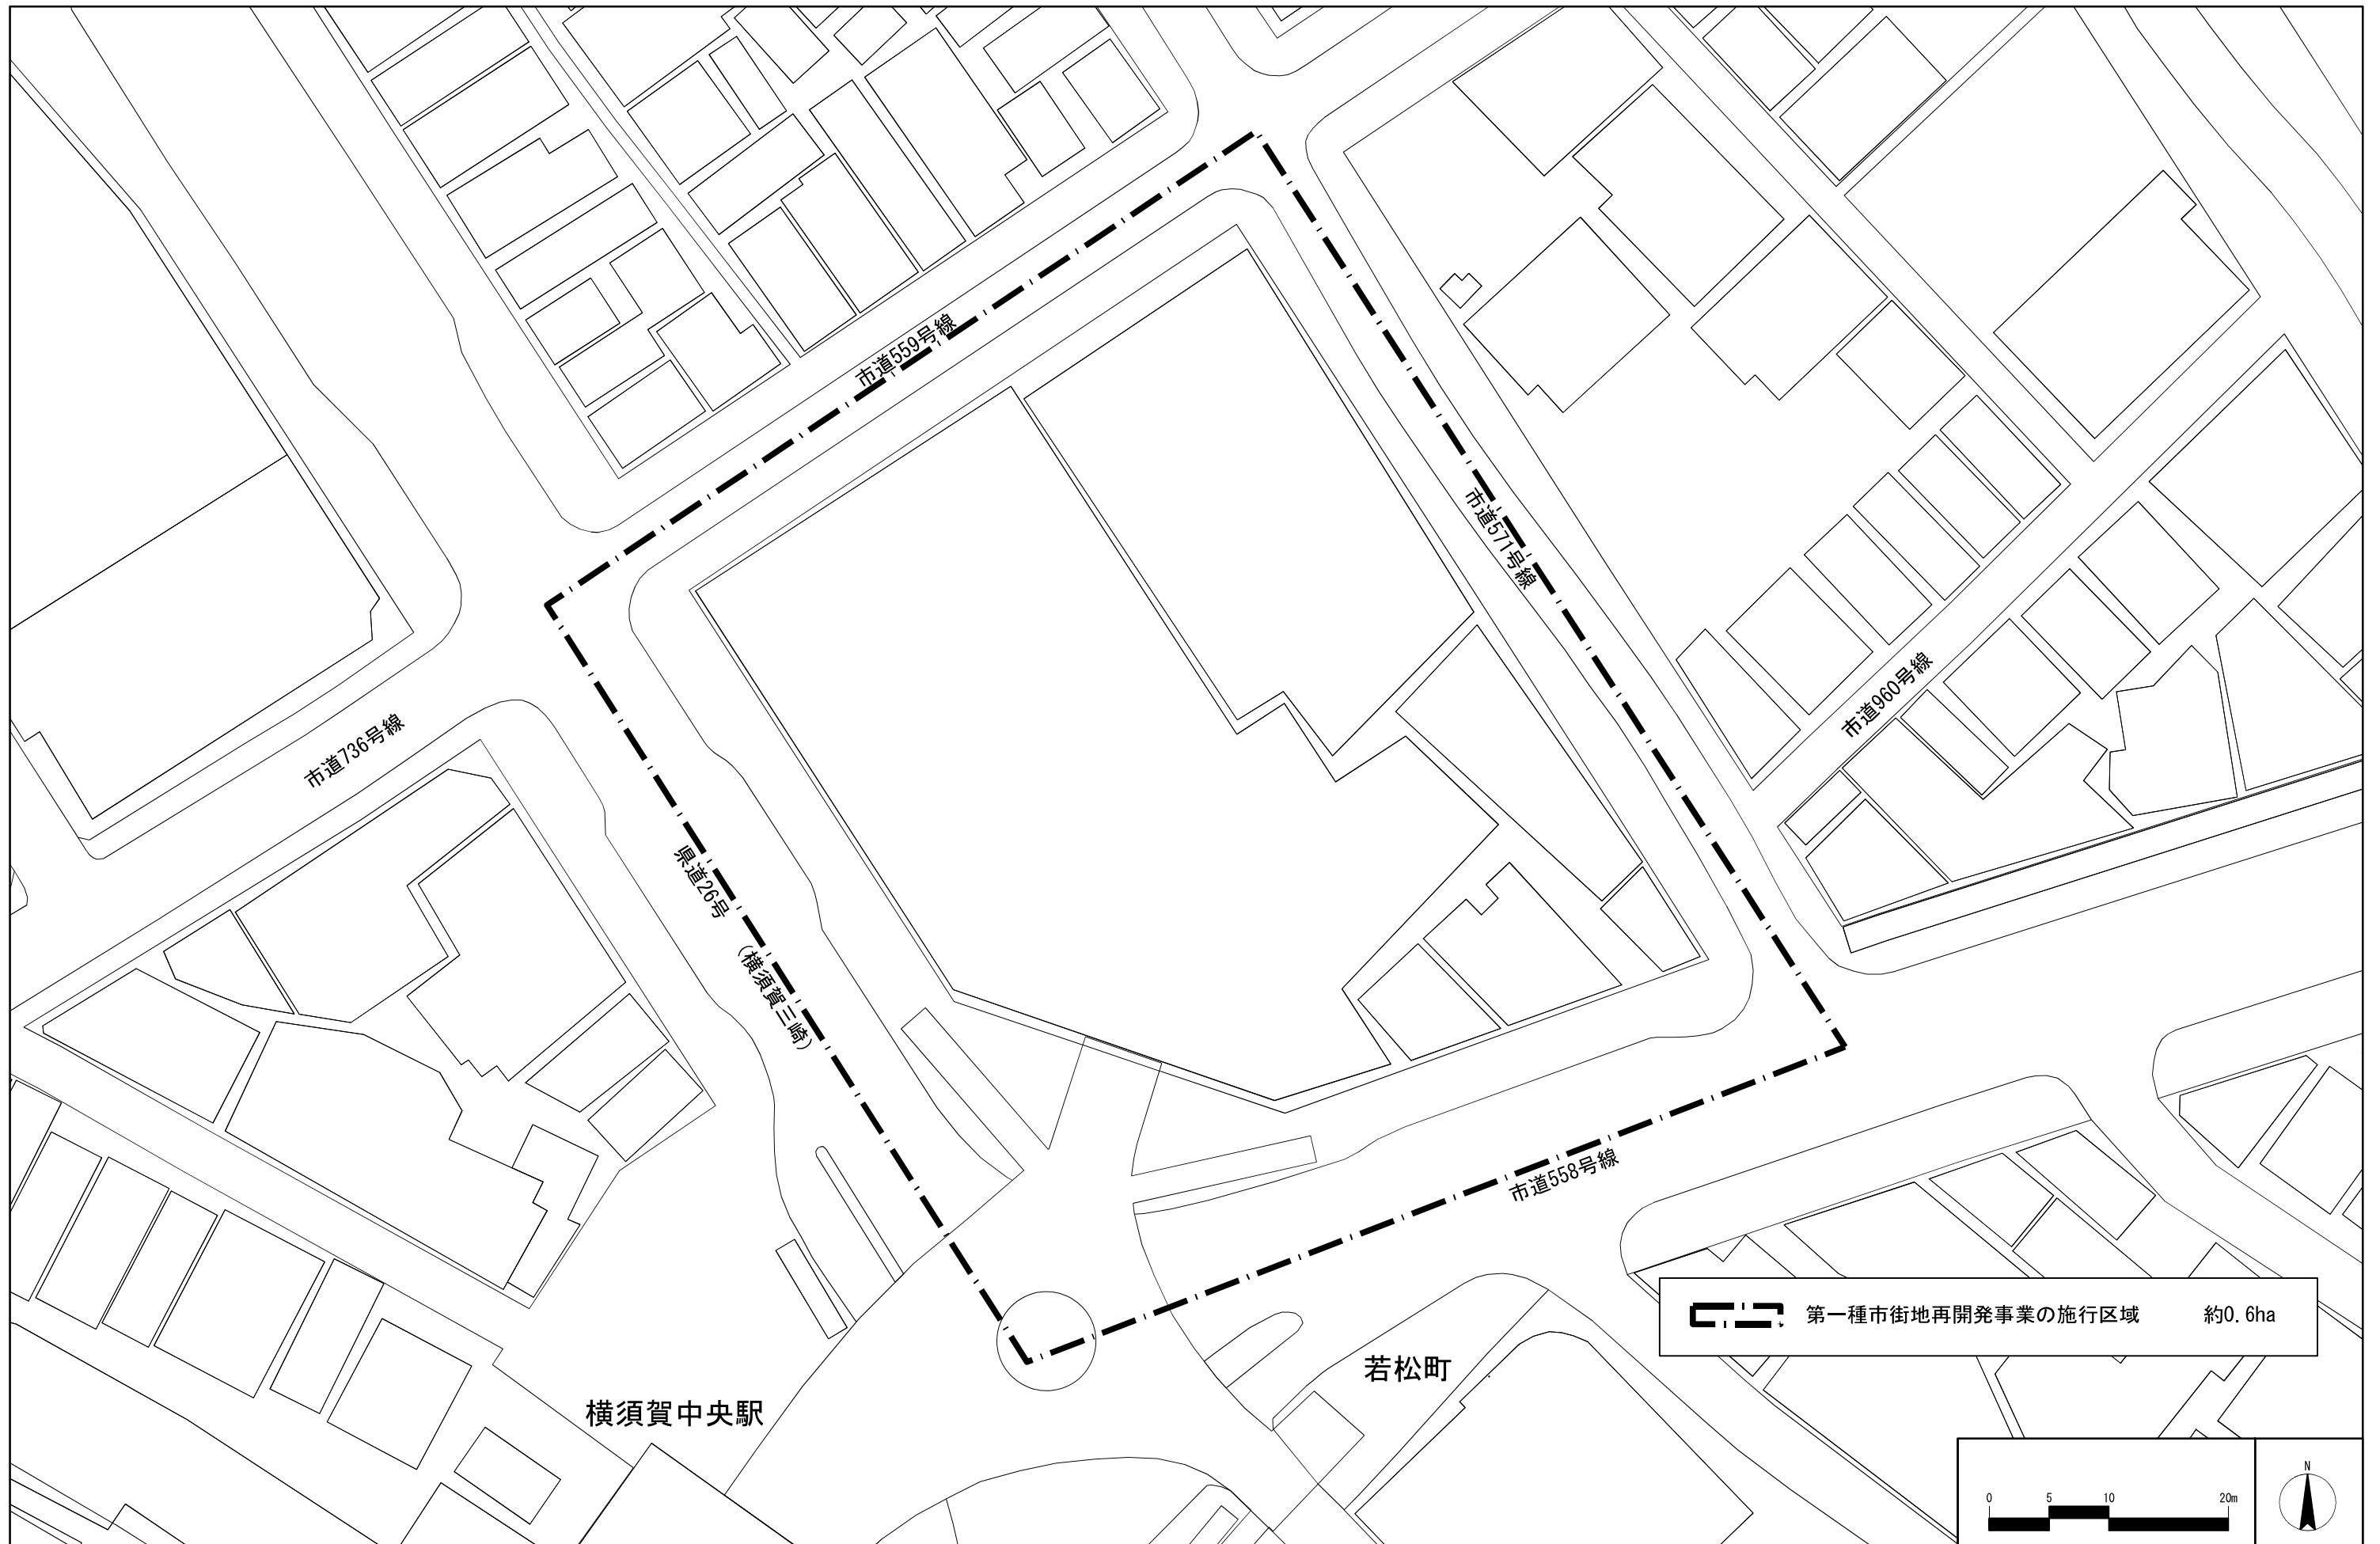 市道559号線
市道571号線
市道960号線
市道736号線
県道26号 (横須賀三崎)
市道558号線
第一種市街地再開発事業の施行区域 約0.6ha
若松町
横須賀中央駅
0 5 10 20m
N